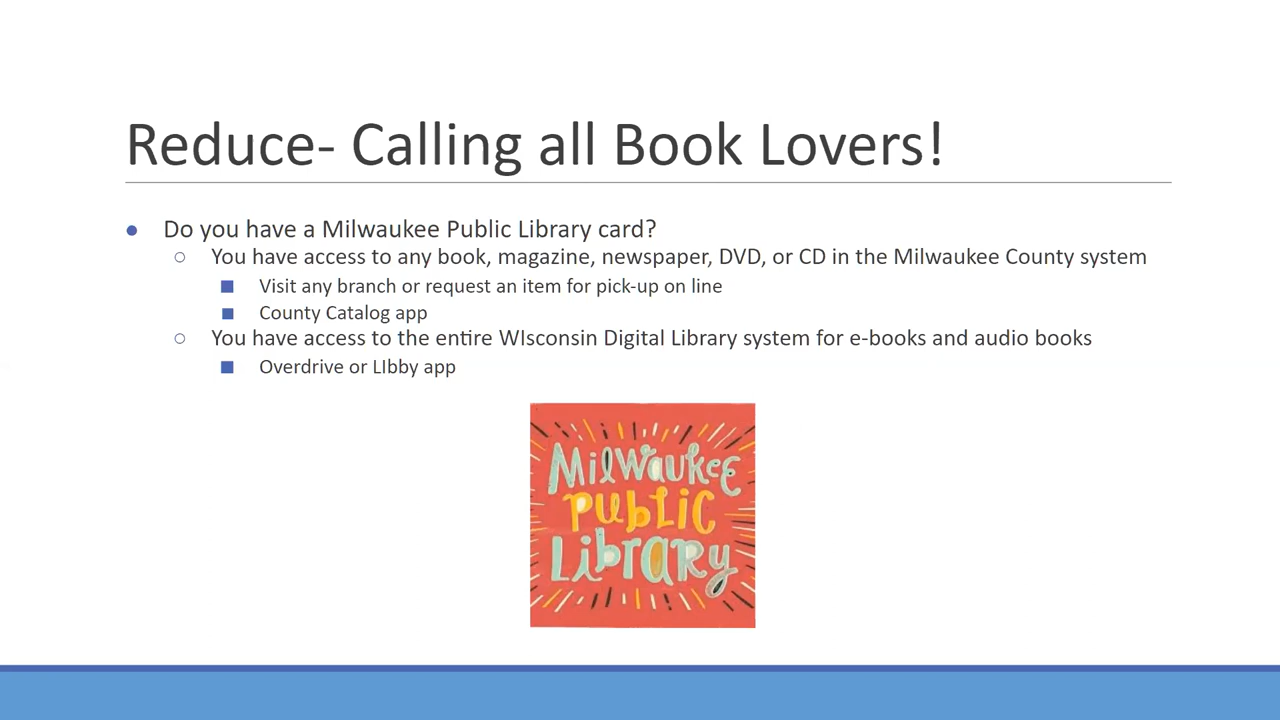 Reduce- Calling all Book Lovers!
Do you have a Milwaukee Public Library card?
You have access to any book, magazine, newspaper, DVD, or CD in the Milwaukee County system
Visit any branch or request an item for pick-up on line
County Catalog app
You have access to the entire WIsconsin Digital Library system for e-books and audio books
Overdrive or LIbby app
Milwaukee
Public
Library